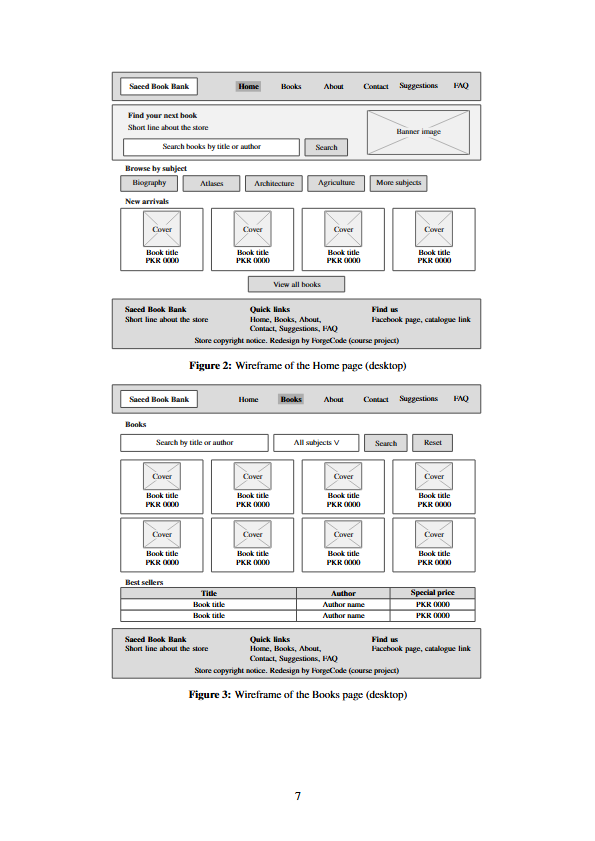 Saeed Book Bank Home Books About Contact Suggestions FAQ
Find your next book
Short line about the store
Banner image
Search books by title or author Search
Browse by subject
Biography Atlases Architecture Agriculture More subjects
New arrivals
Cover Cover Cover Cover
Book title Book title Book title Book title
PKR 0000 PKR 0000 PKR 0000 PKR 0000
View all books
Saeed Book Bank Quick links Find us
Short line about the store Home, Books, About, Facebook page, catalogue link
Contact, Suggestions, FAQ
Store copyright notice. Redesign by ForgeCode (course project)
Figure 2: Wireframe of the Home page (desktop)
Saeed Book Bank Home Books About Contact Suggestions FAQ
Books
Search by title or author All subjects V Search Reset
Cover Cover Cover Cover
Book title Book title Book title Book title
PKR 0000 PKR 0000 PKR 0000 PKR 0000
Cover Cover Cover Cover
Book title Book title Book title Book title
PKR 0000 PKR 0000 PKR 0000 PKR 0000
Best sellers
Title Author Special price
Book title Author name PKR 0000
Book title Author name PKR 0000
Saeed Book Bank Quick links Find us
Short line about the store Home, Books, About, Facebook page, catalogue link
Contact, Suggestions, FAQ
Store copyright notice. Redesign by ForgeCode (course project)
Figure 3: Wireframe of the Books page (desktop)
7